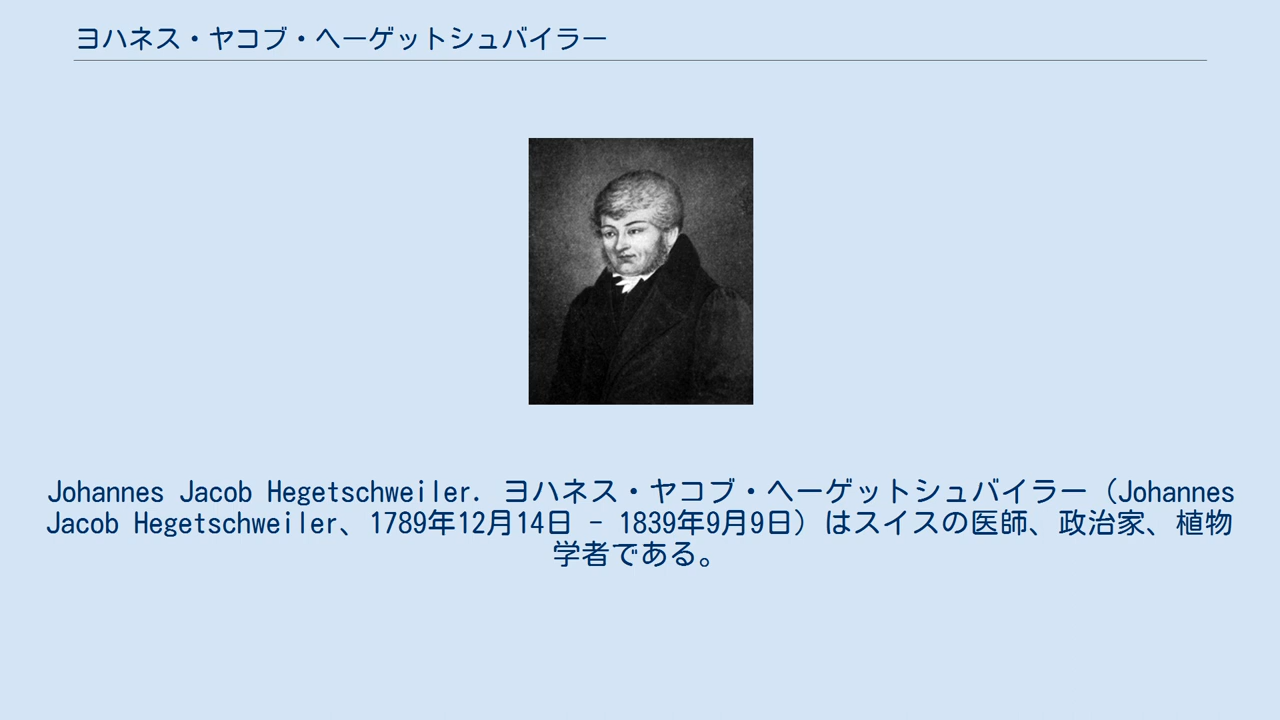 ヨハネス・ヤコブ・ヘーゲットシュバイラー
Johannes Jacob Hegetschweiler. ヨハネス・ヤコブ・ヘーゲットシュバイラー（Johannes
Jacob Hegetschweiler、1789年12月14日 - 1839年9月9日）はスイスの医師、政治家、植物
学者である。